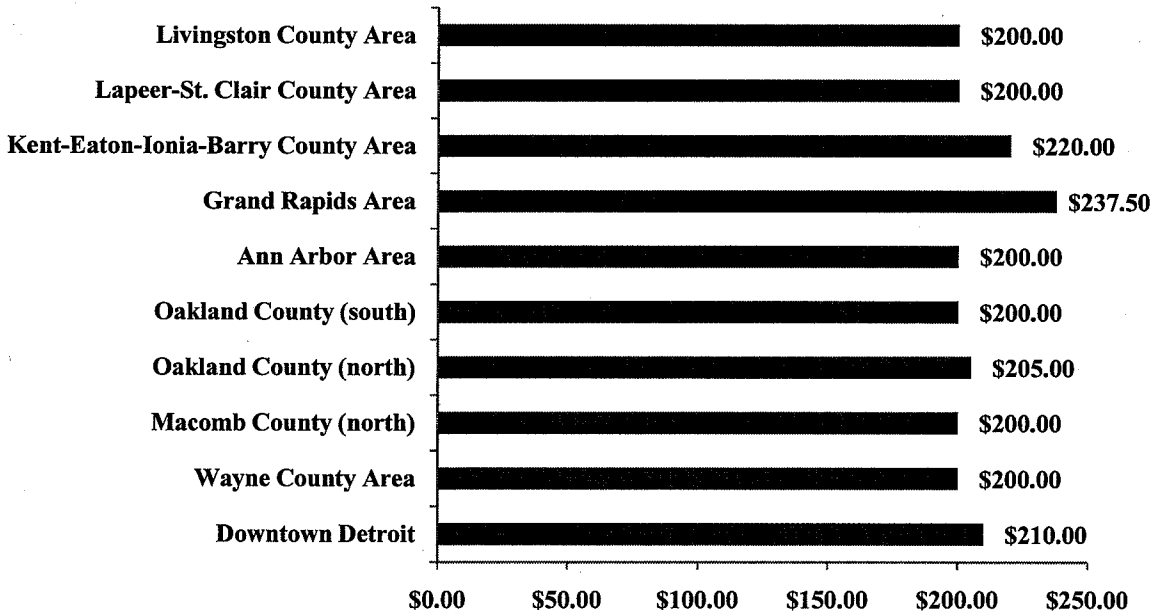 Livingston County Area $200.00
Lapeer-St. Clair County Area $200.00
Kent-Eaton-Ionia-Barry County Area $220.00
Grand Rapids Area $237.50
Ann Arbor Area $200.00
Oakland County (south) $200.00
Oakland County (north) $205.00
Macomb County (north) $200.00
Wayne County Area $200.00
Downtown Detroit $210.00
$0.00 $50.00 $100.00 $150.00 $200.00 $250.00